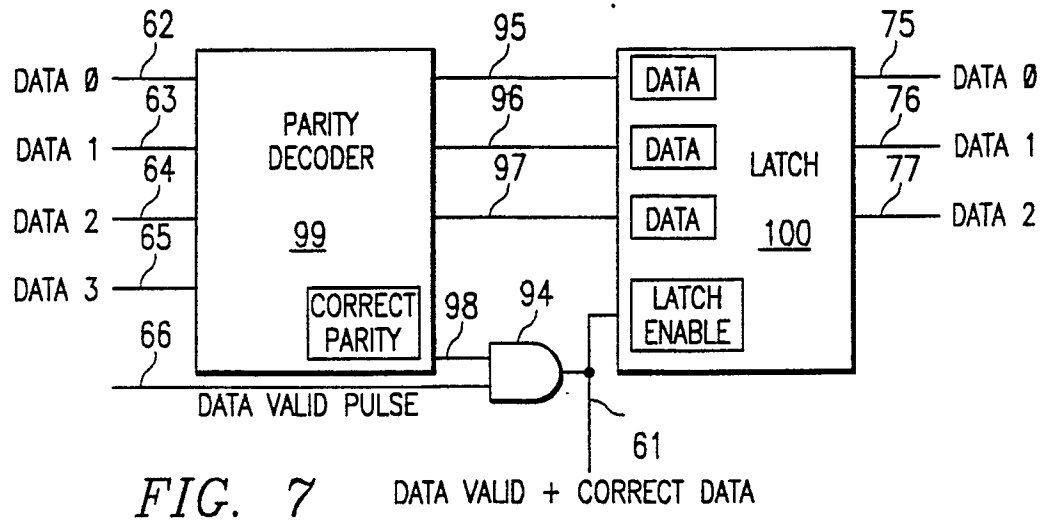 62
95
75
DATA 0
DATA
DATA 0
63
96
76
DATA 1
PARITY
DECODER
DATA
LATCH
DATA 1
64
97
77
DATA 2
99
DATA
100
DATA 2
65
DATA 3
CORRECT
PARITY
98
94
LATCH
ENABLE
66
DATA VALID PULSE
61
FIG. 7
DATA VALID + CORRECT DATA